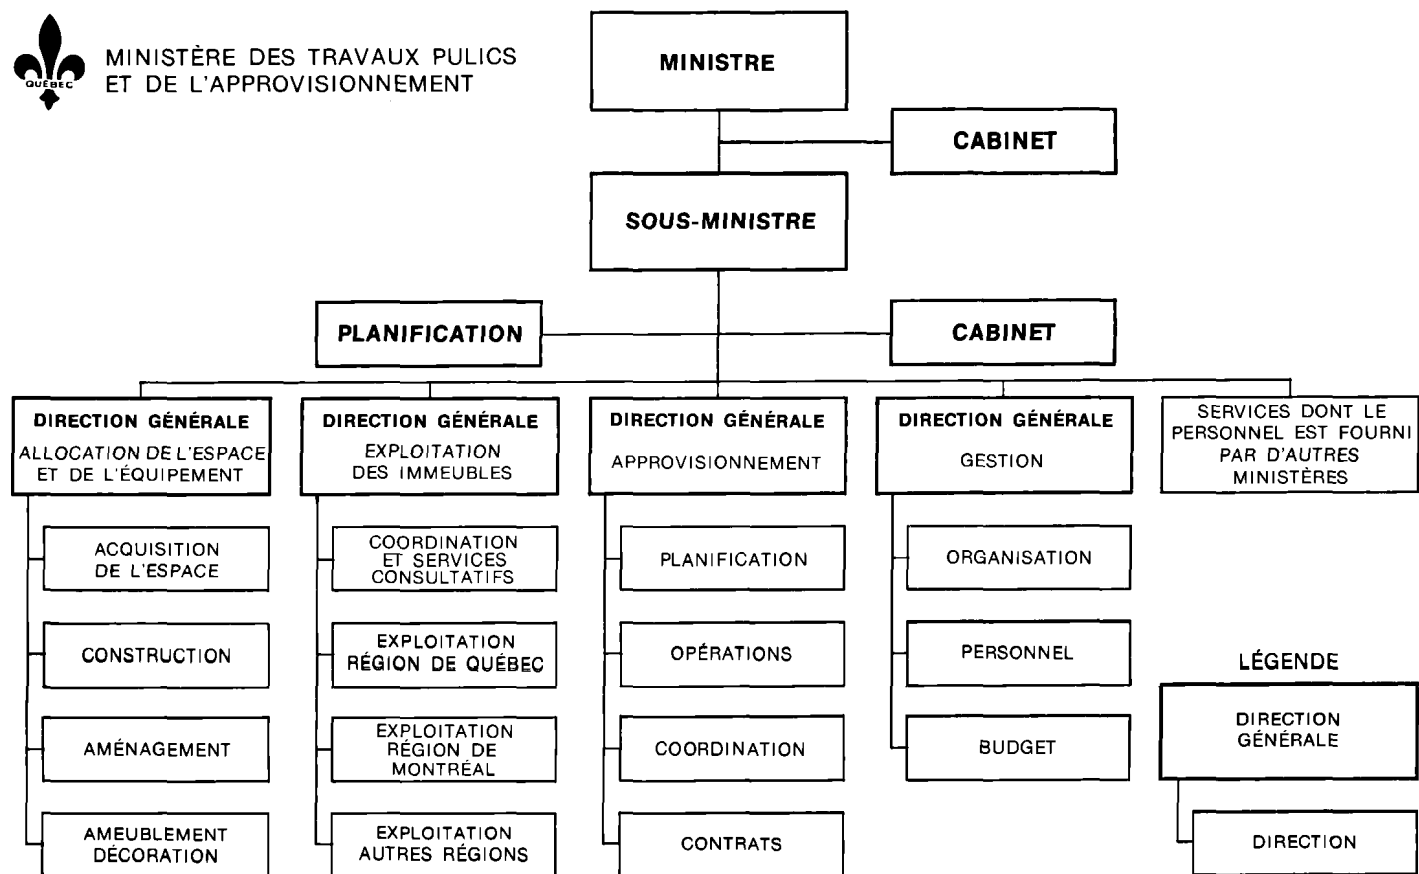 QUÉBEC
MINISTÈRE DES TRAVAUX PULICS
ET DE L'APPROVISIONNEMENT
MINISTRE
CABINET
SOUS-MINISTRE
PLANIFICATION
CABINET
DIRECTION GÉNÉRALE
ALLOCATION DE L'ESPACE
ET DE L'ÉQUIPEMENT
ACQUISITION
DE L'ESPACE
CONSTRUCTION
AMÉNAGEMENT
AMEUBLEMENT
DÉCORATION
DIRECTION GÉNÉRALE
EXPLOITATION
DES IMMEUBLES
COORDINATION
ET SERVICES
CONSULTATIFS
EXPLOITATION
RÉGION DE QUÉBEC
EXPLOITATION
RÉGION DE
MONTRÉAL
EXPLOITATION
AUTRES RÉGIONS
DIRECTION GÉNÉRALE
APPROVISIONNEMENT
PLANIFICATION
OPÉRATIONS
COORDINATION
CONTRATS
DIRECTION GÉNÉRALE
GESTION
ORGANISATION
PERSONNEL
BUDGET
SERVICES DONT LE
PERSONNEL EST FOURNI
PAR D'AUTRES
MINISTÈRES
LÉGENDE
DIRECTION
GÉNÉRALE
DIRECTION